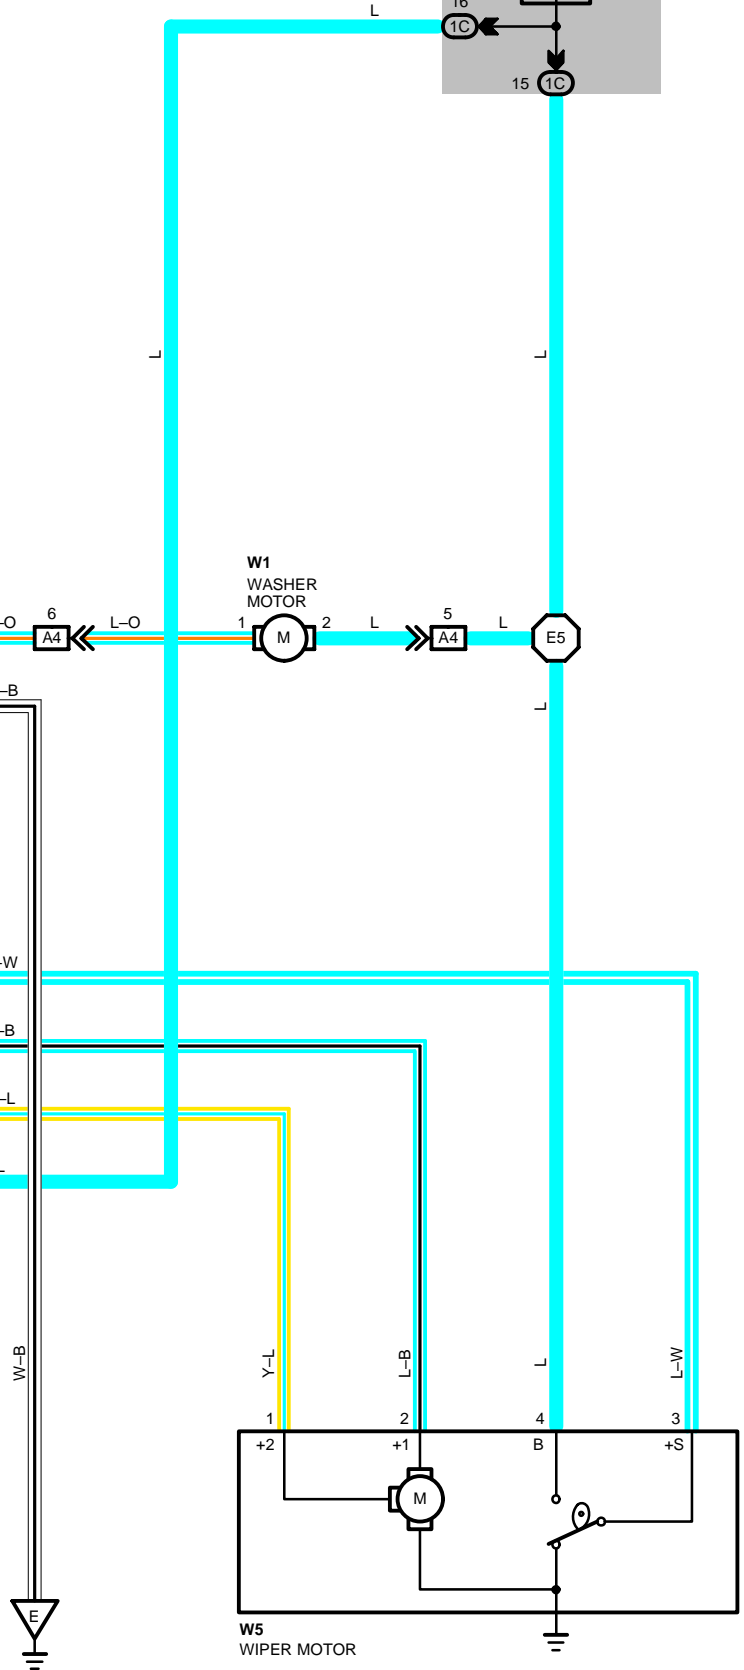 L
16
1C
15
1C
L
L
W1
WASHER
MOTOR
–O
6
A4
L–O
1
M
2
L
5
A4
L
E5
–B
L
–W
–B
–L
L
W–B
Y–L
L–B
L
L–W
1
2
4
3
+2
+1
B
+S
M
E
W5
WIPER MOTOR